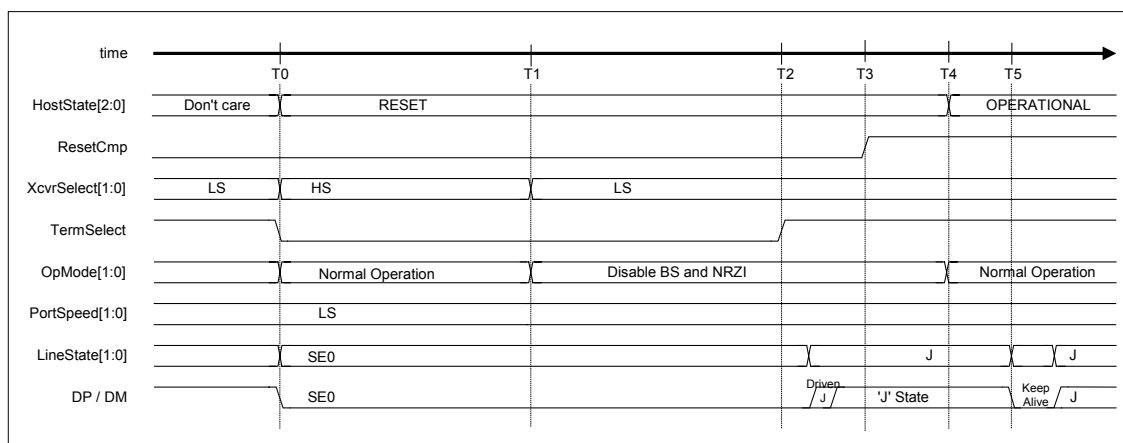 time
T0 T1 T2 T3 T4 T5
HostState[2:0] Don't care RESET OPERATIONAL
ResetCmp
XcvrSelect[1:0] LS HS LS
TermSelect
OpMode[1:0] Normal Operation Disable BS and NRZI Normal Operation
PortSpeed[1:0] LS
LineState[1:0] SE0 J J
DP / DM SE0 Driven J 'J' State Keep Alive J